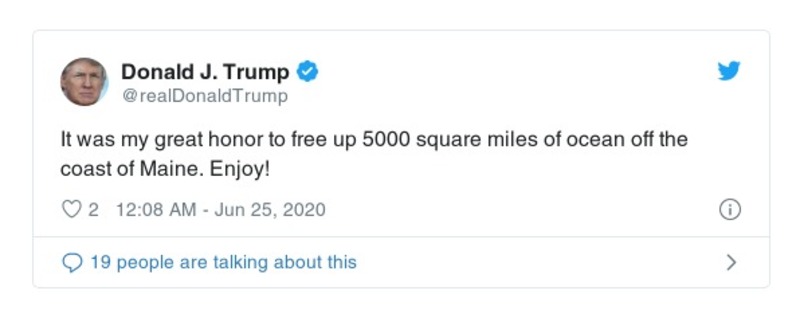 Donald J. Trump
@realDonaldTrump
It was my great honor to free up 5000 square miles of ocean off the
coast of Maine. Enjoy!
2 12:08 AM - Jun 25, 2020
19 people are talking about this